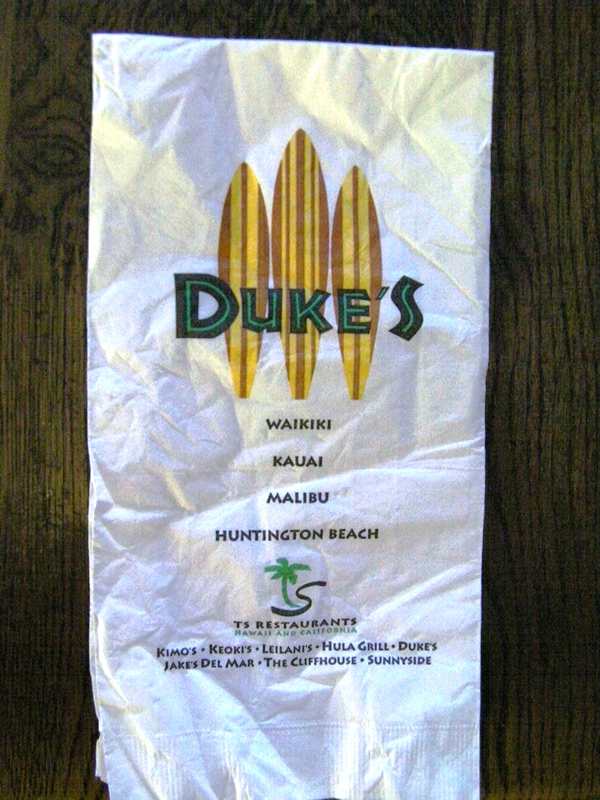 DUKE'S
WAIKIKI
KAUAI
MALIBU
HUNTINGTON BEACH
TS RESTAURANTS
HAWAII AND CALIFORNIA
KIMO'S • KEOKI'S • LEILANI'S • HULA GRILL • DUKE'S
JAKE'S DEL MAR • THE CLIFFHOUSE • SUNNYSIDE